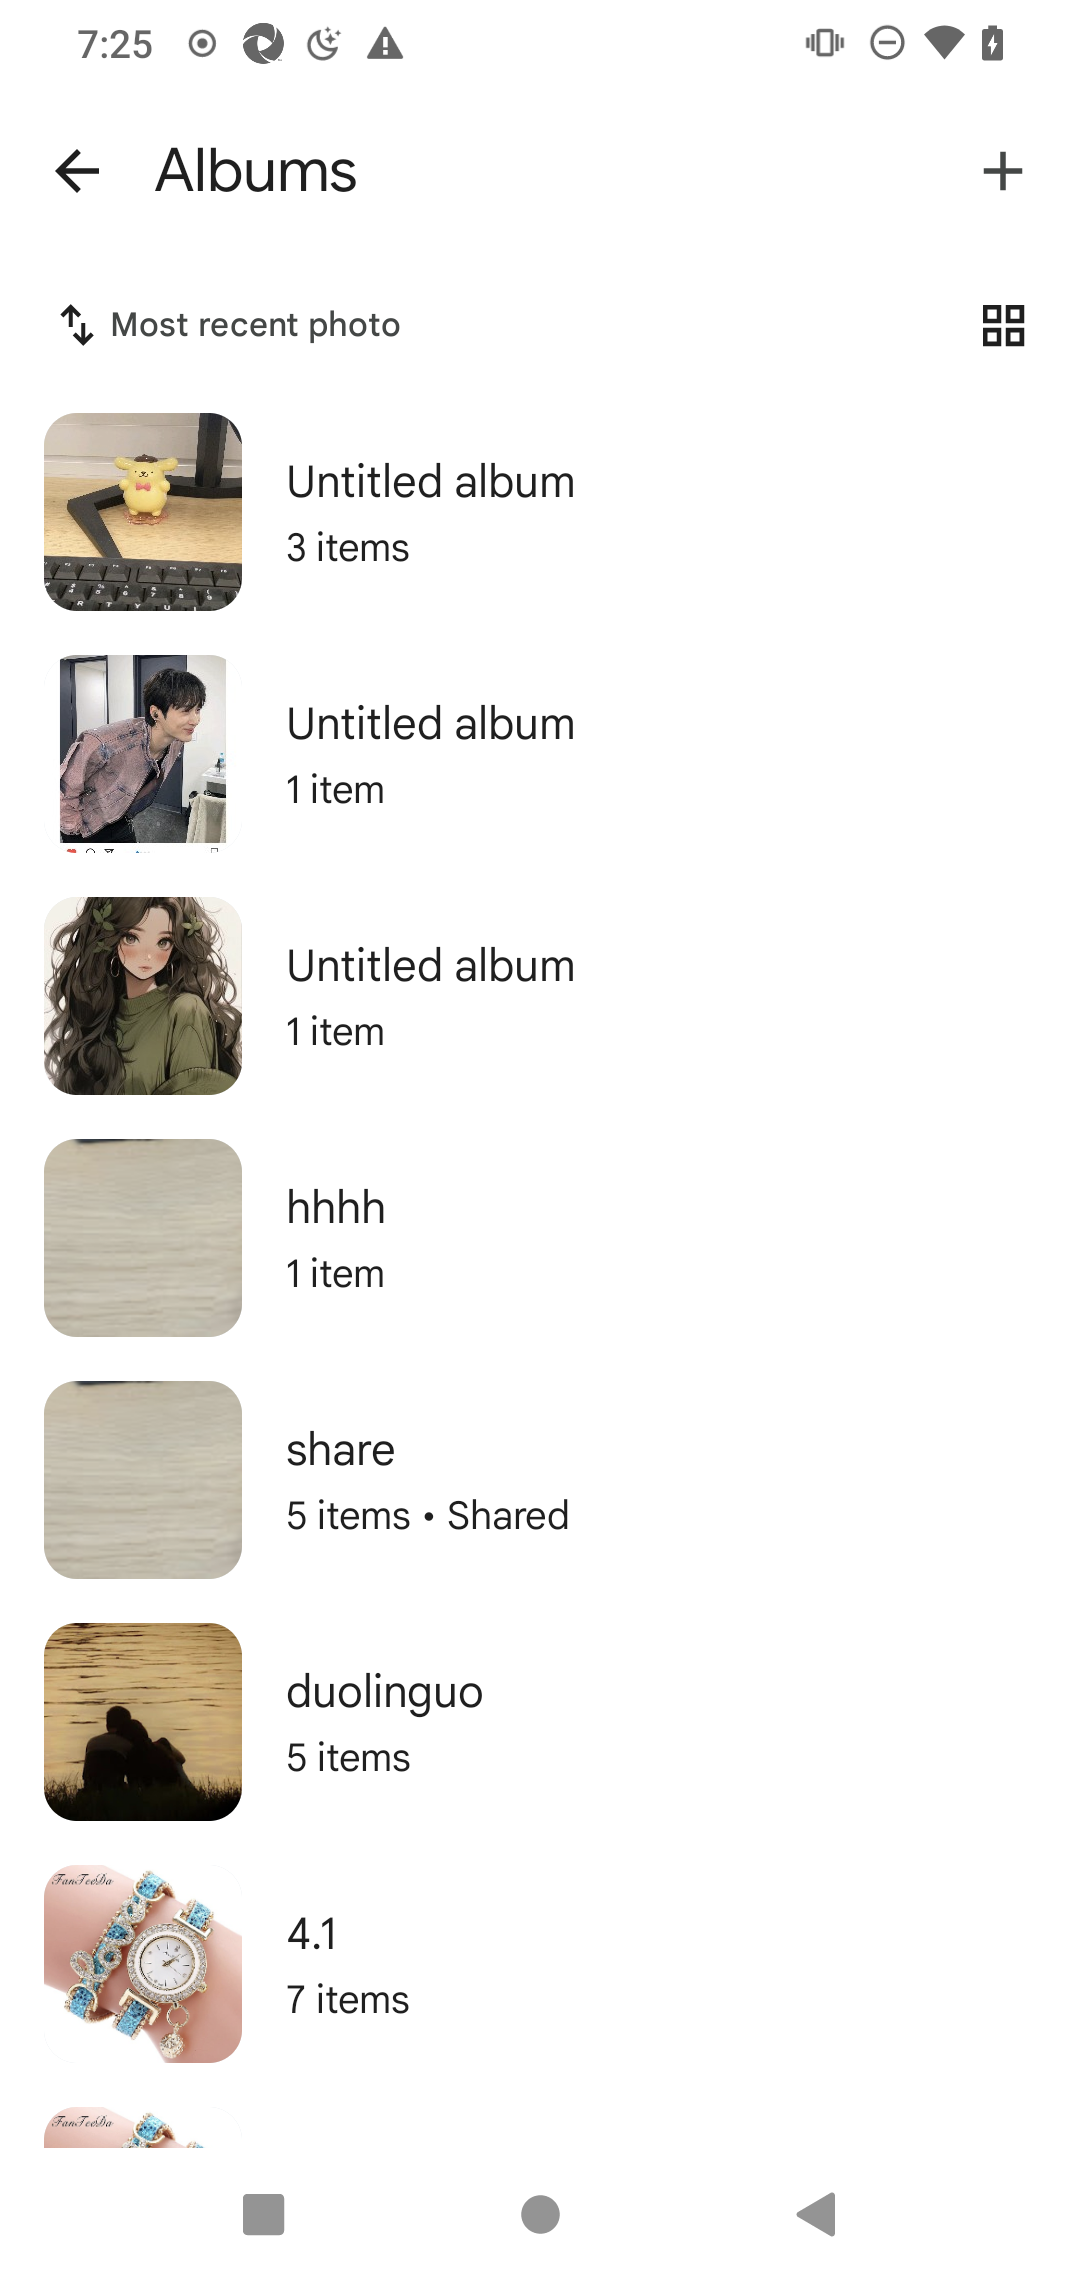 7:25
Albums
Most recent photo
Untitled album
3 items
Untitled album
1 item
Untitled album
1 item
hhhh
1 item
share
5 items • Shared
duolinguo
5 items
FanTeeDa
4.1
7 items
FanTeeDa